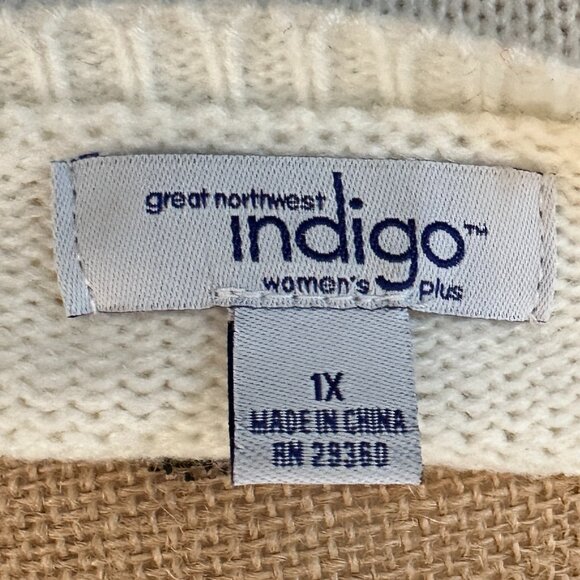 great northwest
indigo™
women's plus
1X
MADE IN CHINA
RN 29360